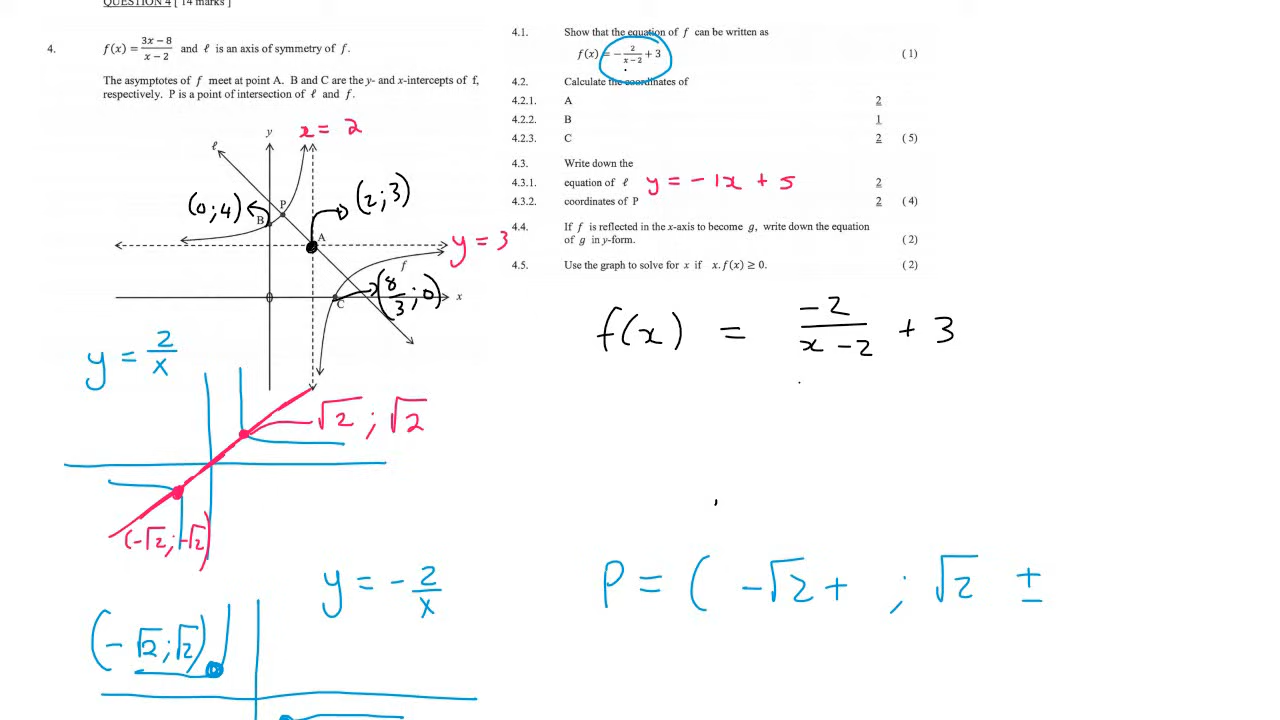 QUESTION 4 [ 14 marks ]
4. f(x) = 3x − 8 / x − 2 and ℓ is an axis of symmetry of f.
The asymptotes of f meet at point A. B and C are the y- and x-intercepts of f,
respectively. P is a point of intersection of ℓ and f.
y
x = 2
ℓ
(0;4)
P
B
(2;3)
A
y = 3
f
0
C
(8/3;0)
x
y = 2/x
√2 ; √2
(−√2;−√2)
y = − 2/x
(−√2;√2)
4.1. Show that the equation of f can be written as
f(x) = − 2/x−2 + 3 (1)
4.2. Calculate the coordinates of
4.2.1. A 2
4.2.2. B 1
4.2.3. C 2 (5)
4.3. Write down the
4.3.1. equation of ℓ y = −1x + 5 2
4.3.2. coordinates of P 2 (4)
4.4. If f is reflected in the x-axis to become g, write down the equation
of g in y-form. (2)
4.5. Use the graph to solve for x if x.f(x) ≥ 0. (2)
f(x) = −2/x−2 + 3
P = ( −√2 + ; √2 ±